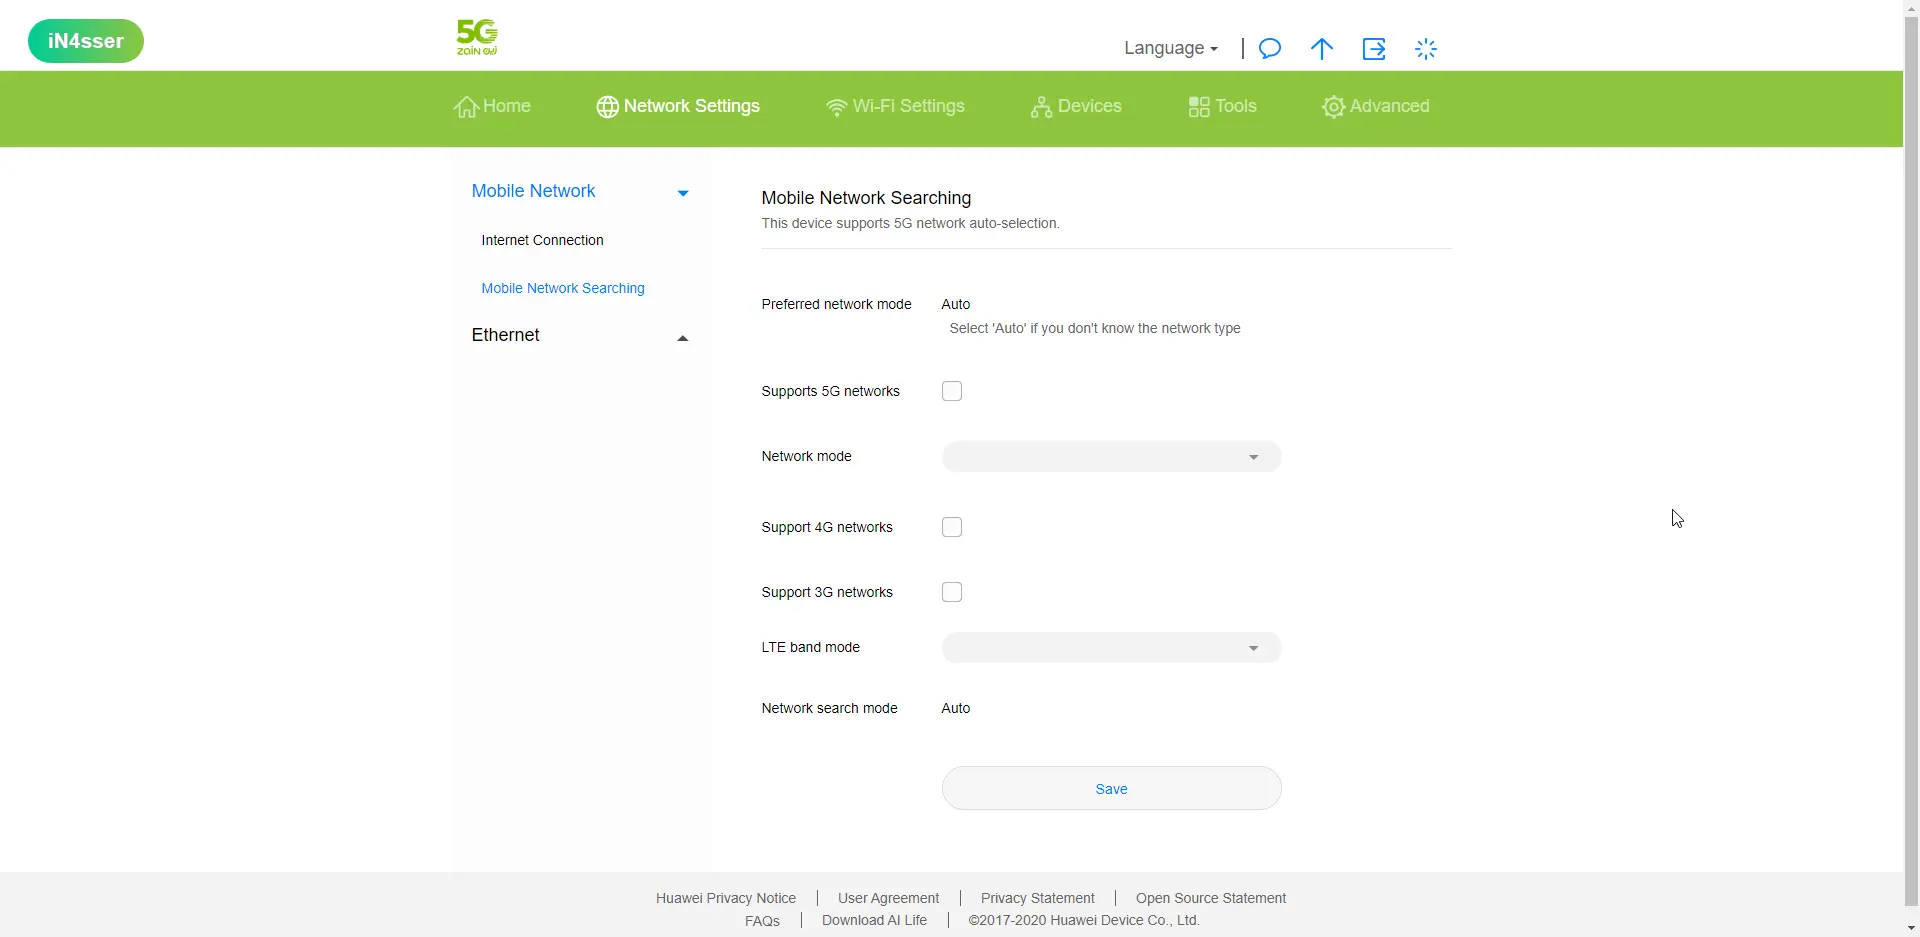 iN4sser
5G
zain زين
Language
Home
Network Settings
Wi-Fi Settings
Devices
Tools
Advanced
Mobile Network
Internet Connection
Mobile Network Searching
Ethernet
Mobile Network Searching
This device supports 5G network auto-selection.
Preferred network mode Auto
Select 'Auto' if you don't know the network type
Supports 5G networks
Network mode
Support 4G networks
Support 3G networks
LTE band mode
Network search mode Auto
Save
Huawei Privacy Notice | User Agreement | Privacy Statement | Open Source Statement
FAQs | Download AI Life | ©2017-2020 Huawei Device Co., Ltd.